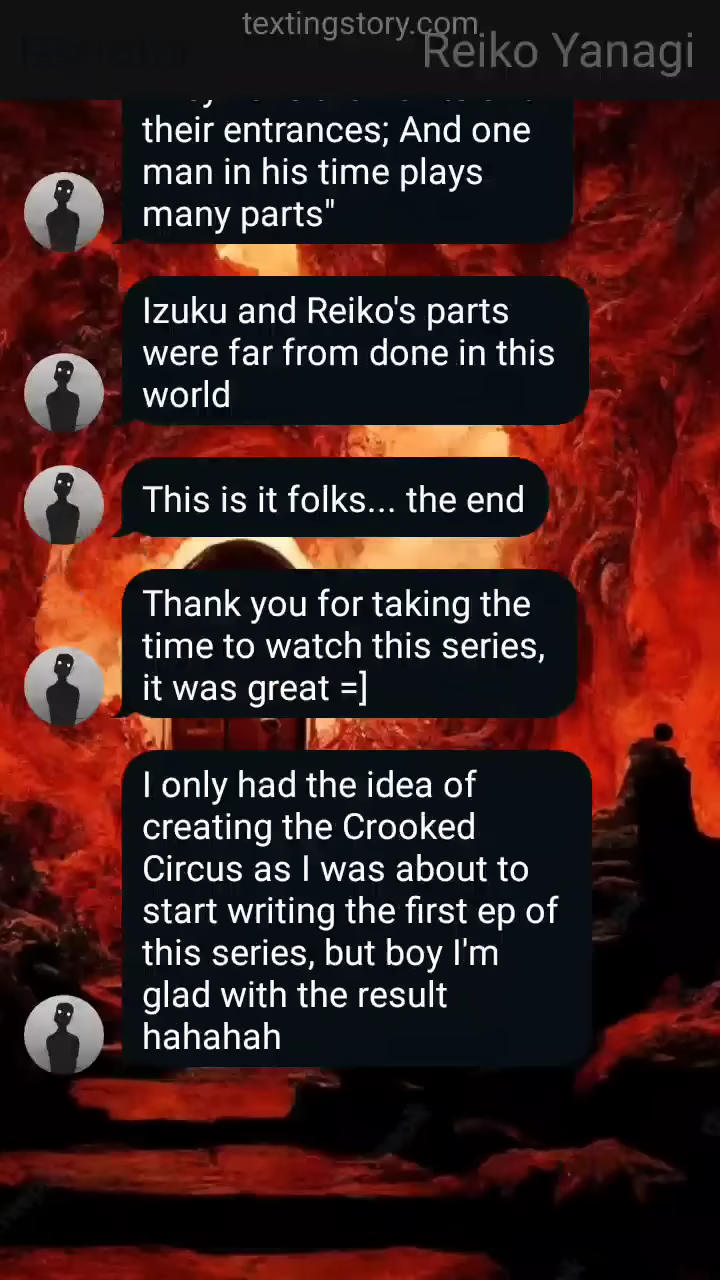 textingstory.com
Reiko Yanagi
their entrances; And one
man in his time plays
many parts"
Izuku and Reiko's parts
were far from done in this
world
This is it folks... the end
Thank you for taking the
time to watch this series,
it was great =]
I only had the idea of
creating the Crooked
Circus as I was about to
start writing the first ep of
this series, but boy I'm
glad with the result
hahahah